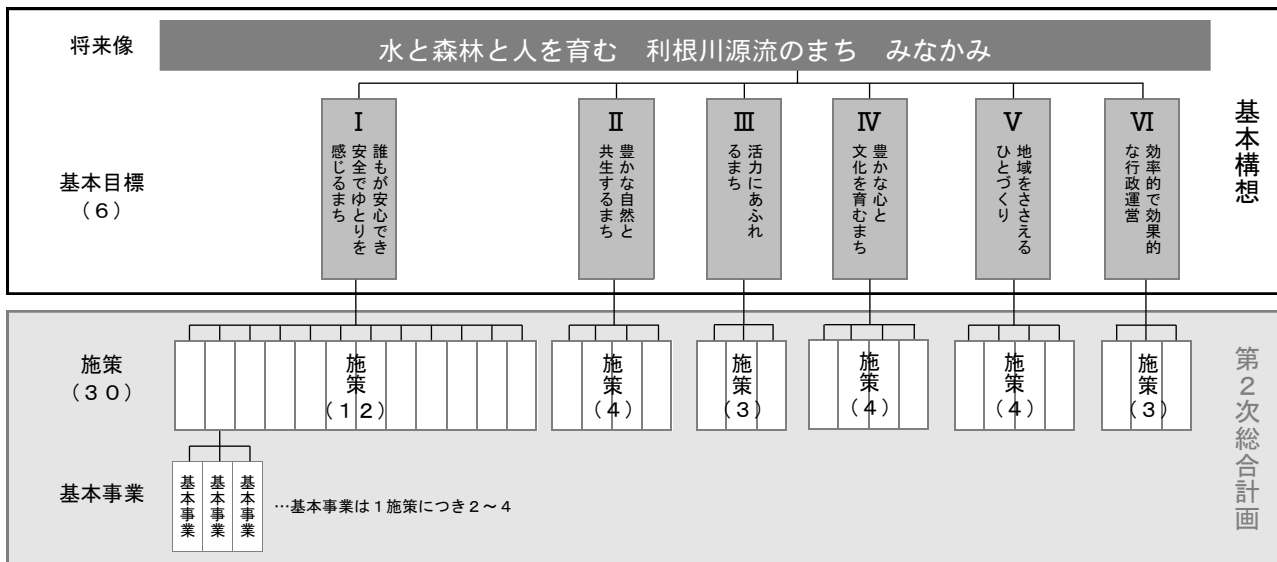 将来像
水と森林と人を育む　利根川源流のまち　みなかみ
基本構想
基本目標
（６）
Ⅰ
誰もが安心でき
安全でゆとりを
感じるまち
Ⅱ
豊かな自然と
共生するまち
Ⅲ
活力にあふれ
るまち
Ⅳ
豊かな心と
文化を育むまち
Ⅴ
地域をささえる
ひとづくり
Ⅵ
効率的で効果的
な行政運営
第２次総合計画
施策
（３０）
施策
（１２）
施策
（４）
施策
（３）
施策
（４）
施策
（４）
施策
（３）
基本事業
基本事業
基本事業
基本事業
…基本事業は１施策につき２～４